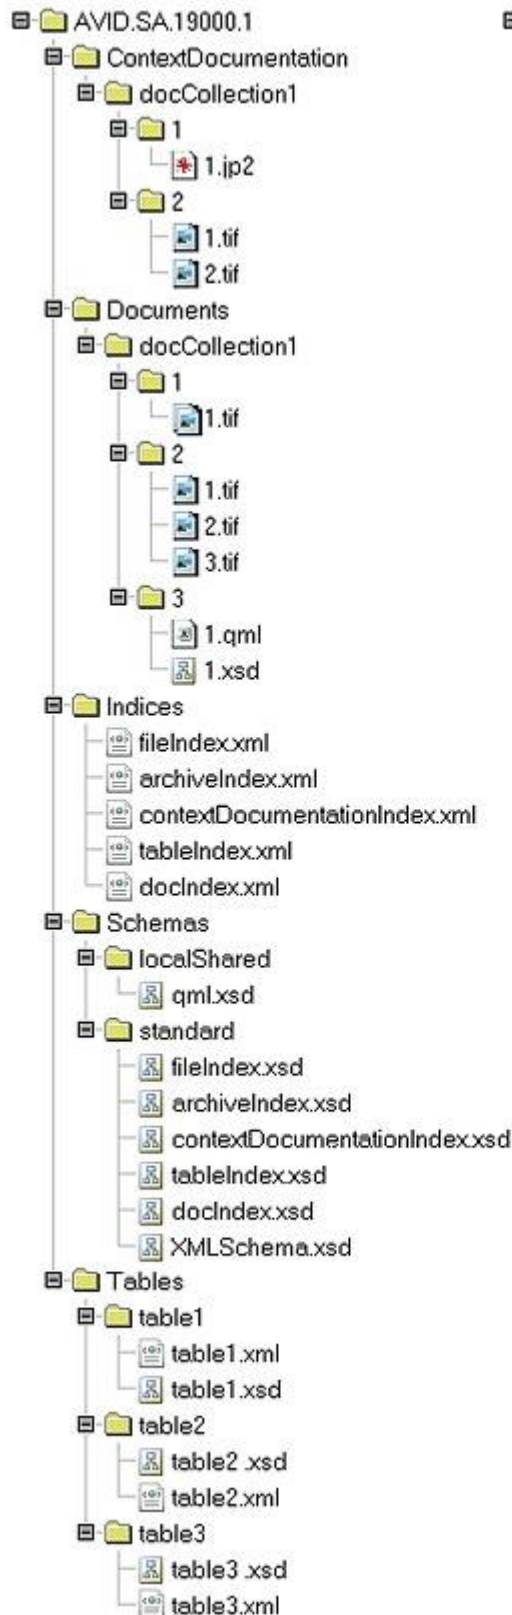 AVID.SA.19000.1
ContextDocumentation
docCollection1
1
1.jp2
2
1.tif
2.tif
Documents
docCollection1
1
1.tif
2
1.tif
2.tif
3.tif
3
1.qml
1.xsd
Indices
fileIndex.xml
archiveIndex.xml
contextDocumentationIndex.xml
tableIndex.xml
docIndex.xml
Schemas
localShared
qml.xsd
standard
fileIndex.xsd
archiveIndex.xsd
contextDocumentationIndex.xsd
tableIndex.xsd
docIndex.xsd
XMLSchema.xsd
Tables
table1
table1.xml
table1.xsd
table2
table2 .xsd
table2.xml
table3
table3 .xsd
table3.xml